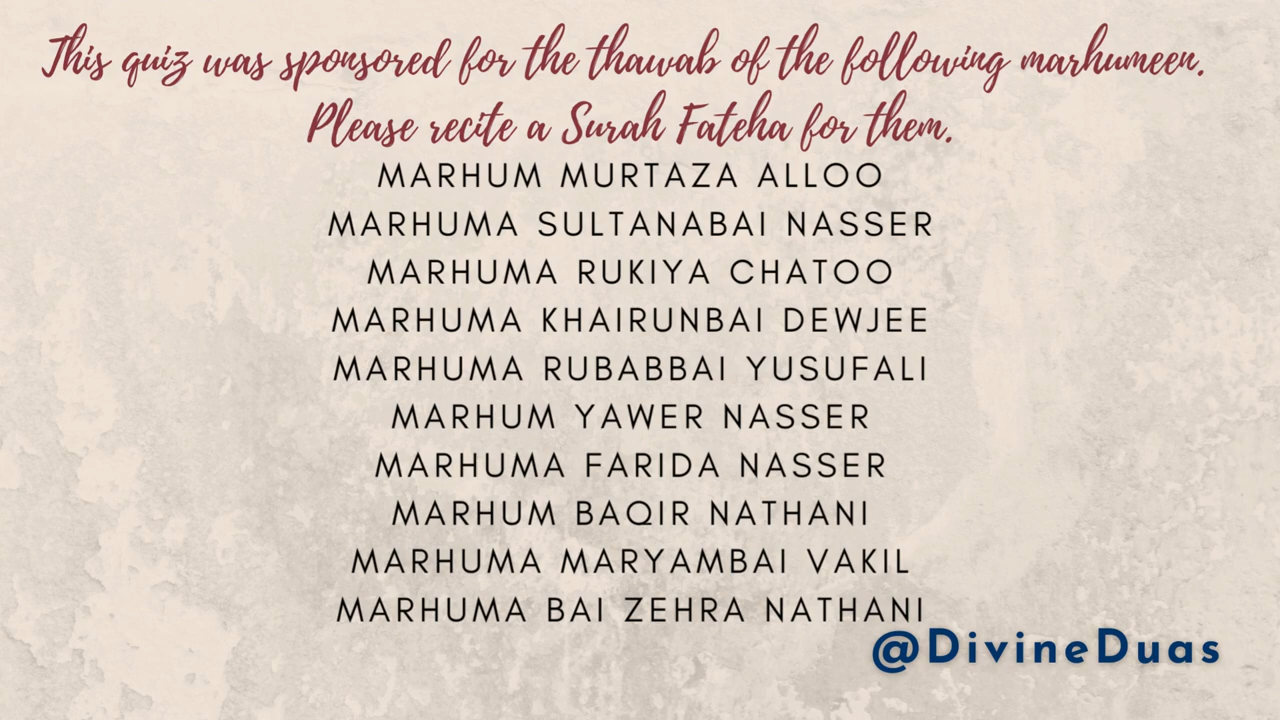 This quiz was sponsored for the thawab of the following marhumeen.
Please recite a Surah Fateha for them.
MARHUM MURTAZA ALLOO
MARHUMA SULTANABAI NASSER
MARHUMA RUKIYA CHATOO
MARHUMA KHAIRUNBAI DEWJEE
MARHUMA RUBABBAI YUSUFALI
MARHUM YAWER NASSER
MARHUMA FARIDA NASSER
MARHUM BAQIR NATHANI
MARHUMA MARYAMBAI VAKIL
MARHUMA BAI ZEHRA NATHANI
@DivineDuas